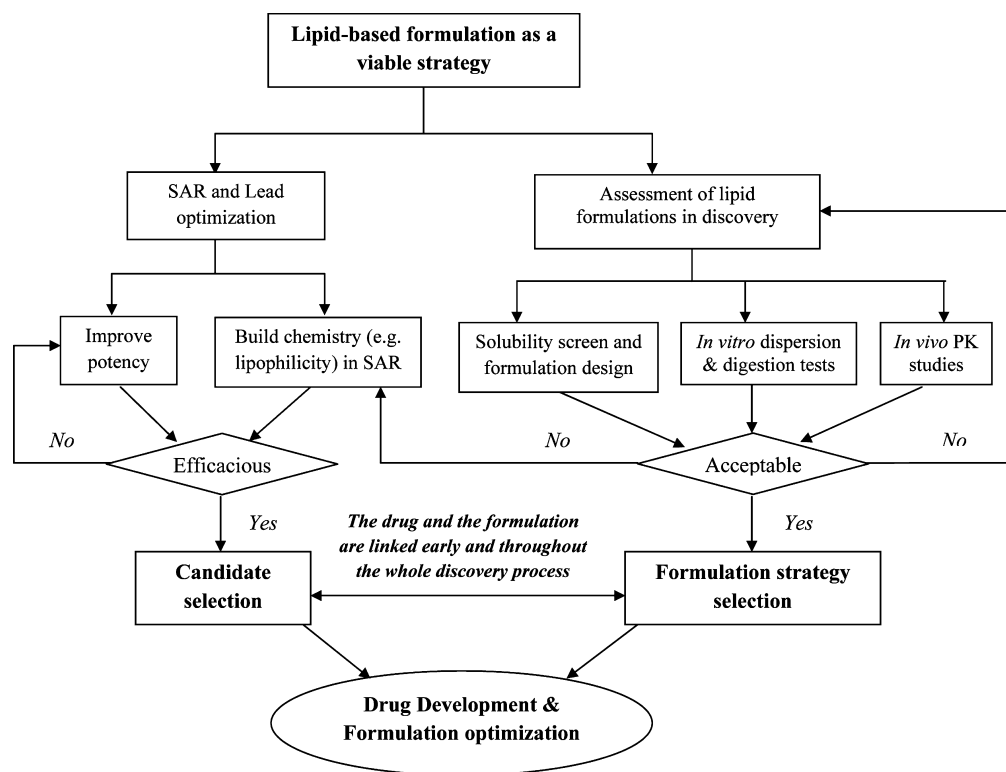 Lipid-based formulation as a
viable strategy
SAR and Lead
optimization
Assessment of lipid
formulations in discovery
Improve
potency
Build chemistry (e.g.
lipophilicity) in SAR
Solubility screen and
formulation design
In vitro dispersion
& digestion tests
In vivo PK
studies
No
Efficacious
No
Acceptable
No
Yes
The drug and the formulation
are linked early and throughout
the whole discovery process
Yes
Candidate
selection
Formulation strategy
selection
Drug Development &
Formulation optimization